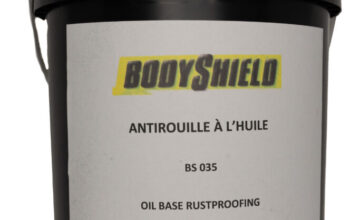 BODYSHIELD
ANTIROUILLE À L'HUILE
BS 035
OIL BASE RUSTPROOFING